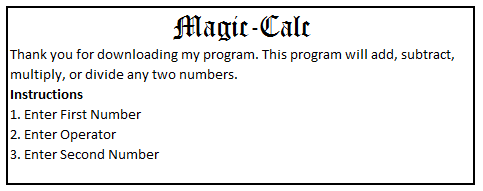 Magic-Calc
Thank you for downloading my program. This program will add, subtract,
multiply, or divide any two numbers.
Instructions
1. Enter First Number
2. Enter Operator
3. Enter Second Number